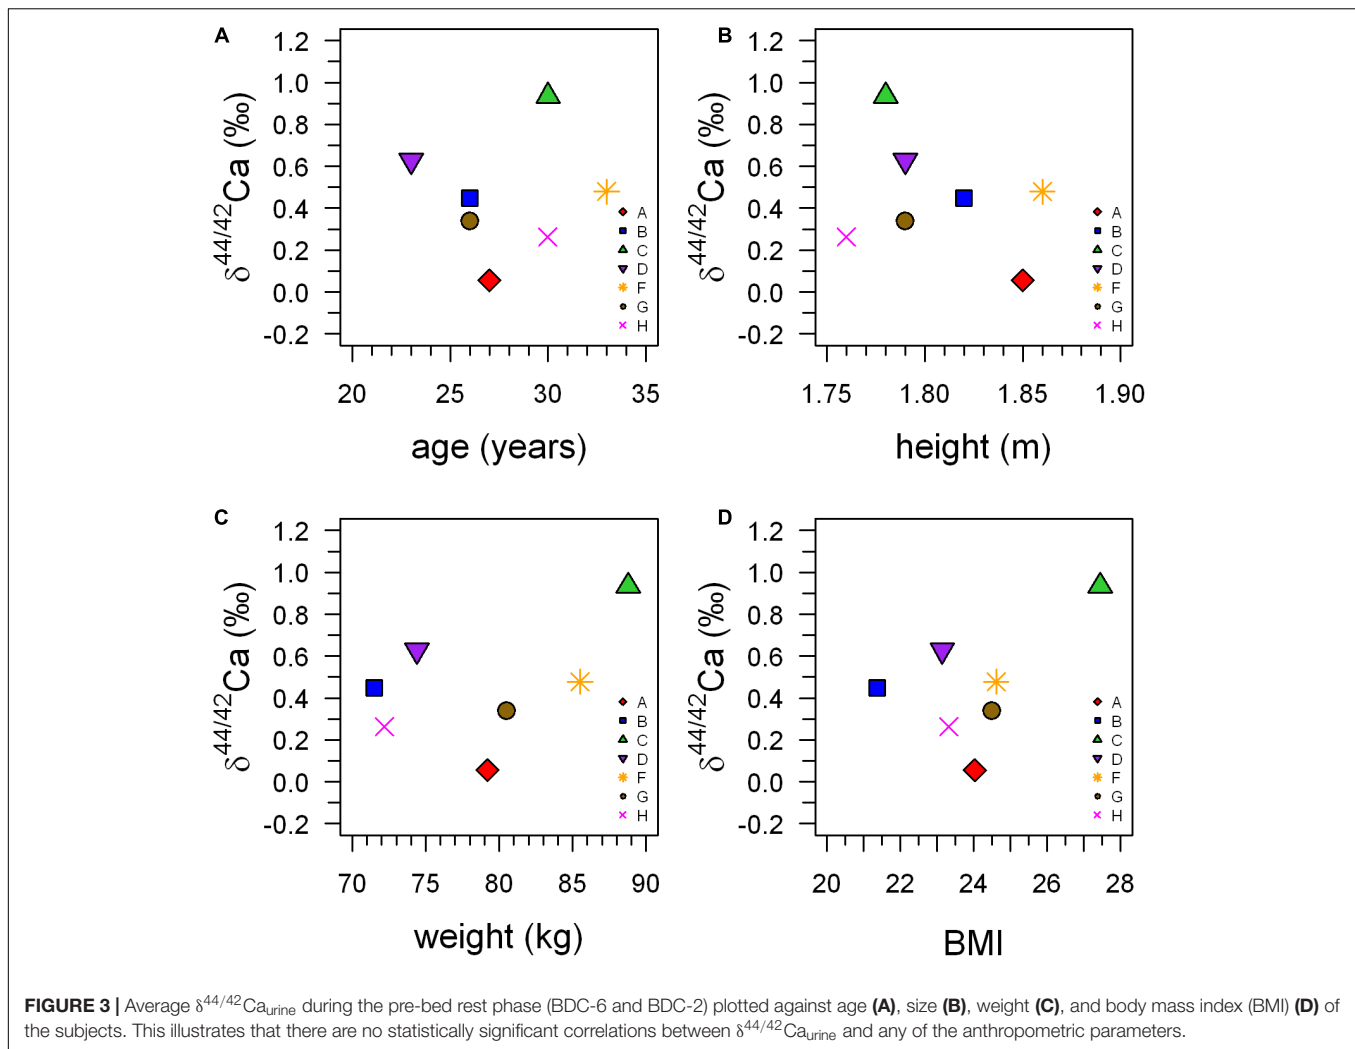 A
1.2
1.0
0.8
0.6
0.4
0.2
0.0
-0.2
δ44/42Ca (‰)
20 25 30 35
age (years)
A
B
C
D
F
G
H
B
1.2
1.0
0.8
0.6
0.4
0.2
0.0
-0.2
δ44/42Ca (‰)
1.75 1.80 1.85 1.90
height (m)
A
B
C
D
F
G
H
C
1.2
1.0
0.8
0.6
0.4
0.2
0.0
-0.2
δ44/42Ca (‰)
70 75 80 85 90
weight (kg)
A
B
C
D
F
G
H
D
1.2
1.0
0.8
0.6
0.4
0.2
0.0
-0.2
δ44/42Ca (‰)
20 22 24 26 28
BMI
A
B
C
D
F
G
H
FIGURE 3 | Average δ44/42Caurine during the pre-bed rest phase (BDC-6 and BDC-2) plotted against age (A), size (B), weight (C), and body mass index (BMI) (D) of
the subjects. This illustrates that there are no statistically significant correlations between δ44/42Caurine and any of the anthropometric parameters.